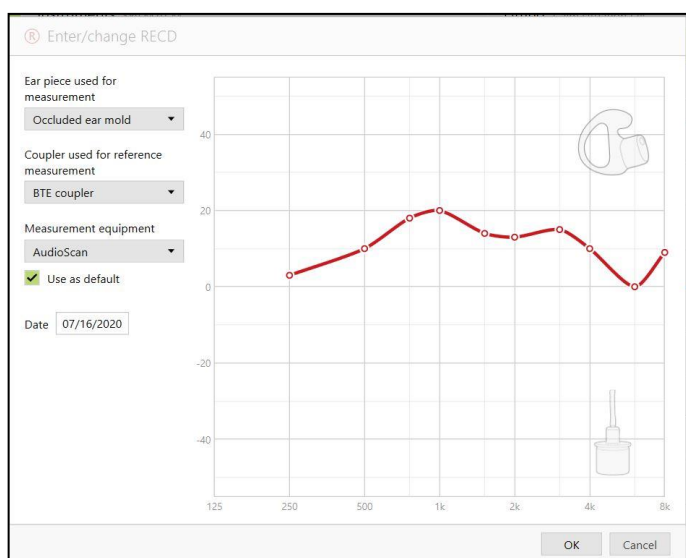 ® Enter/change RECD
Ear piece used for
measurement
Occluded ear mold
Coupler used for reference
measurement
BTE coupler
Measurement equipment
AudioScan
Use as default
Date 07/16/2020
40
20
0
-20
-40
125 250 500 1k 2k 4k 8k
OK Cancel